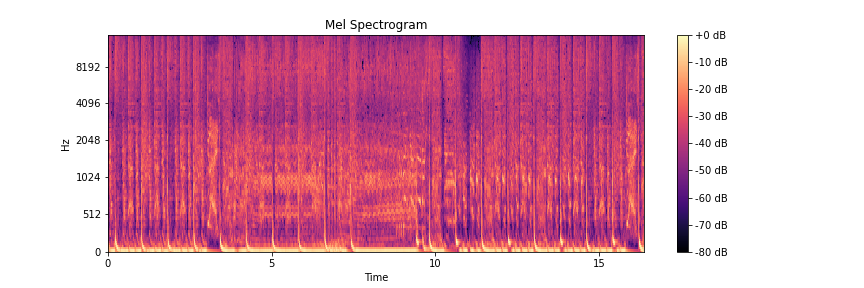 Mel Spectrogram
8192
4096
2048
1024
512
0
Hz
0
5
10
15
Time
+0 dB
-10 dB
-20 dB
-30 dB
-40 dB
-50 dB
-60 dB
-70 dB
-80 dB